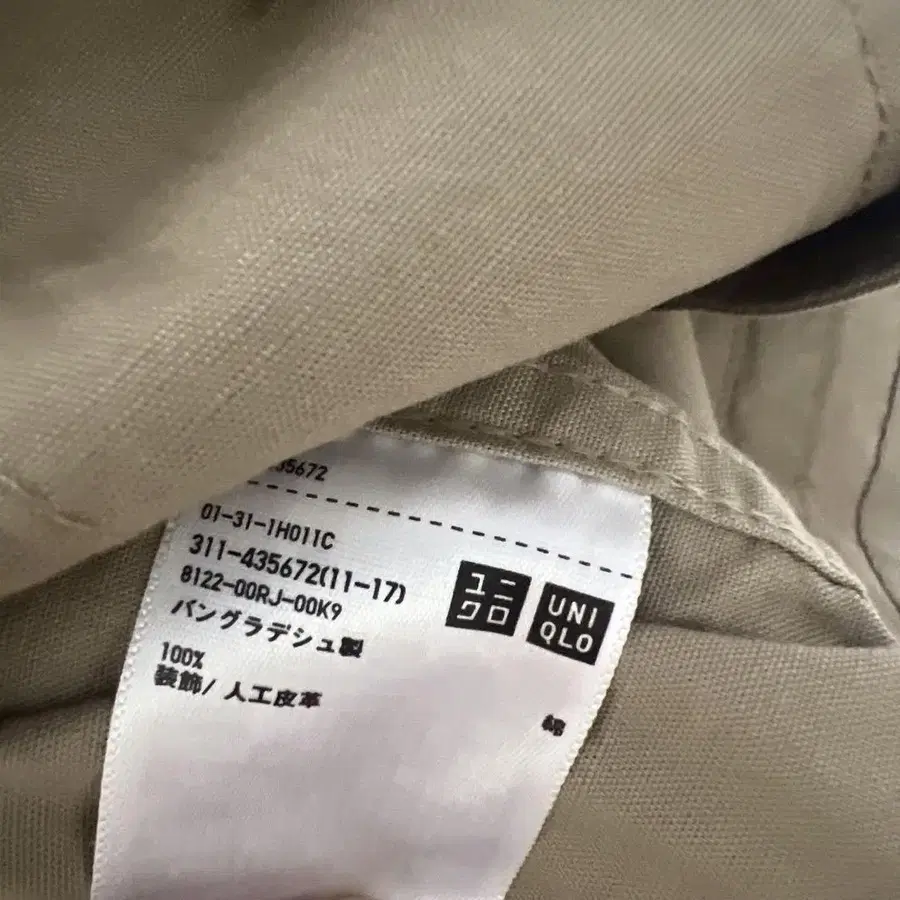 35672
01-31-1H011C
311-435672(11-17)
8122-00RJ-00K9
バングラデシュ製
ユニ
クロ
UNI
QLO
綿
100%
装飾/ 人工皮革